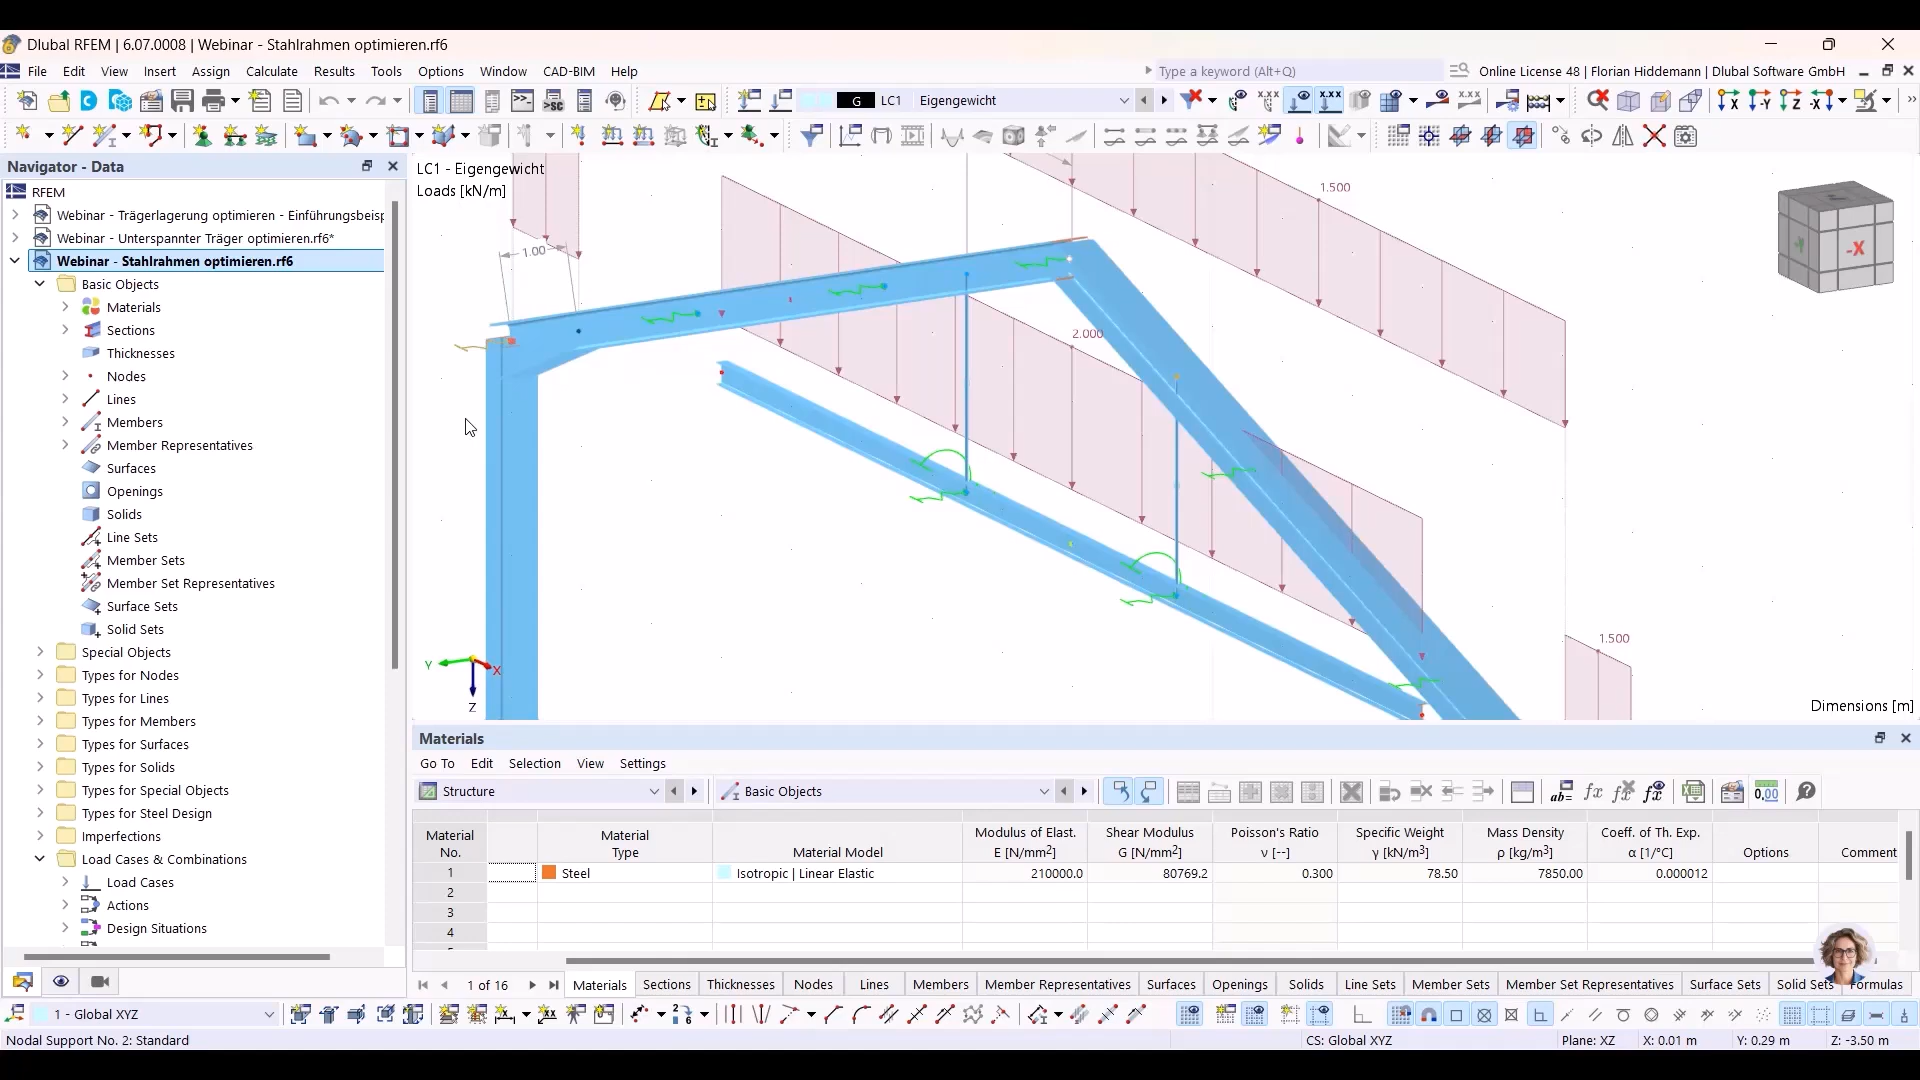 Dlubal RFEM | 6.07.0008 | Webinar - Stahlrahmen optimieren.rf6
File Edit View Insert Assign Calculate Results Tools Options Window CAD-BIM Help
Type a keyword (Alt+Q)
Online License 48 | Florian Hiddemann | Dlubal Software GmbH
G LC1 Eigengewicht
Navigator - Data
RFEM
Webinar - Trägerlagerung optimieren - Einführungsbeisp
Webinar - Unterspannter Träger optimieren.rf6*
Webinar - Stahlrahmen optimieren.rf6
Basic Objects
Materials
Sections
Thicknesses
Nodes
Lines
Members
Member Representatives
Surfaces
Openings
Solids
Line Sets
Member Sets
Member Set Representatives
Surface Sets
Solid Sets
Special Objects
Types for Nodes
Types for Lines
Types for Members
Types for Surfaces
Types for Solids
Types for Special Objects
Types for Steel Design
Imperfections
Load Cases & Combinations
Load Cases
Actions
Design Situations
LC1 - Eigengewicht
Loads [kN/m]
1.500
1.00
2.000
1.500
-X
-Y
Y
X
Z
Dimensions [m]
Materials
Go To Edit Selection View Settings
Structure
Basic Objects
Material No.
Material Type
Material Model
Modulus of Elast. E [N/mm²]
Shear Modulus G [N/mm²]
Poisson's Ratio ν [--]
Specific Weight γ [kN/m³]
Mass Density ρ [kg/m³]
Coeff. of Th. Exp. α [1/°C]
Options
Comment
1 Steel Isotropic | Linear Elastic 210000.0 80769.2 0.300 78.50 7850.00 0.000012
2
3
4
1 of 16
Materials Sections Thicknesses Nodes Lines Members Member Representatives Surfaces Openings Solids Line Sets Member Sets Member Set Representatives Surface Sets Solid Sets Formulas
1 - Global XYZ
Nodal Support No. 2: Standard
CS: Global XYZ
Plane: XZ
X: 0.01 m
Y: 0.29 m
Z: -3.50 m